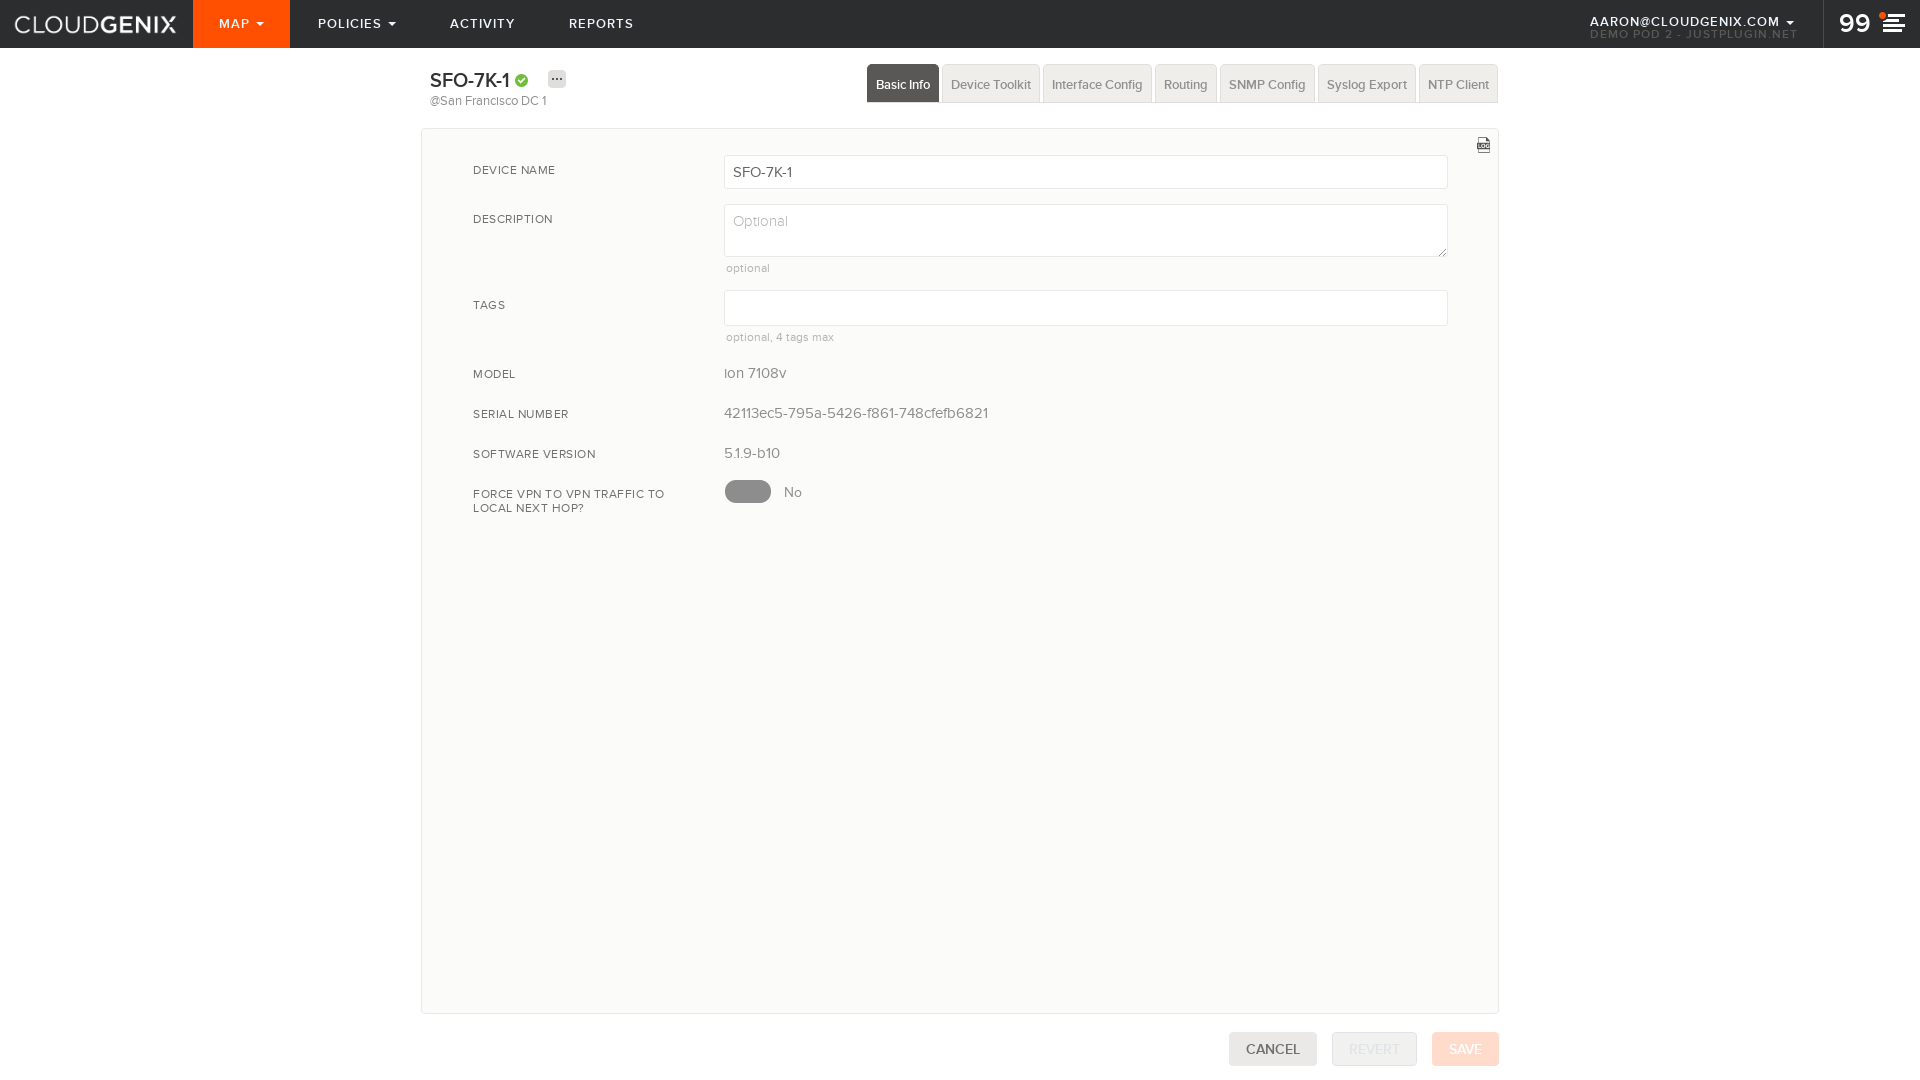 CLOUDGENIX
MAP
POLICIES
ACTIVITY
REPORTS
AARON@CLOUDGENIX.COM
DEMO POD 2 - JUSTPLUGIN.NET
99
SFO-7K-1
@San Francisco DC 1
Basic Info
Device Toolkit
Interface Config
Routing
SNMP Config
Syslog Export
NTP Client
LOG
DEVICE NAME
SFO-7K-1
DESCRIPTION
Optional
optional
TAGS
optional, 4 tags max
MODEL
ion 7108v
SERIAL NUMBER
42113ec5-795a-5426-f861-748cfefb6821
SOFTWARE VERSION
5.1.9-b10
FORCE VPN TO VPN TRAFFIC TO
LOCAL NEXT HOP?
No
CANCEL
REVERT
SAVE